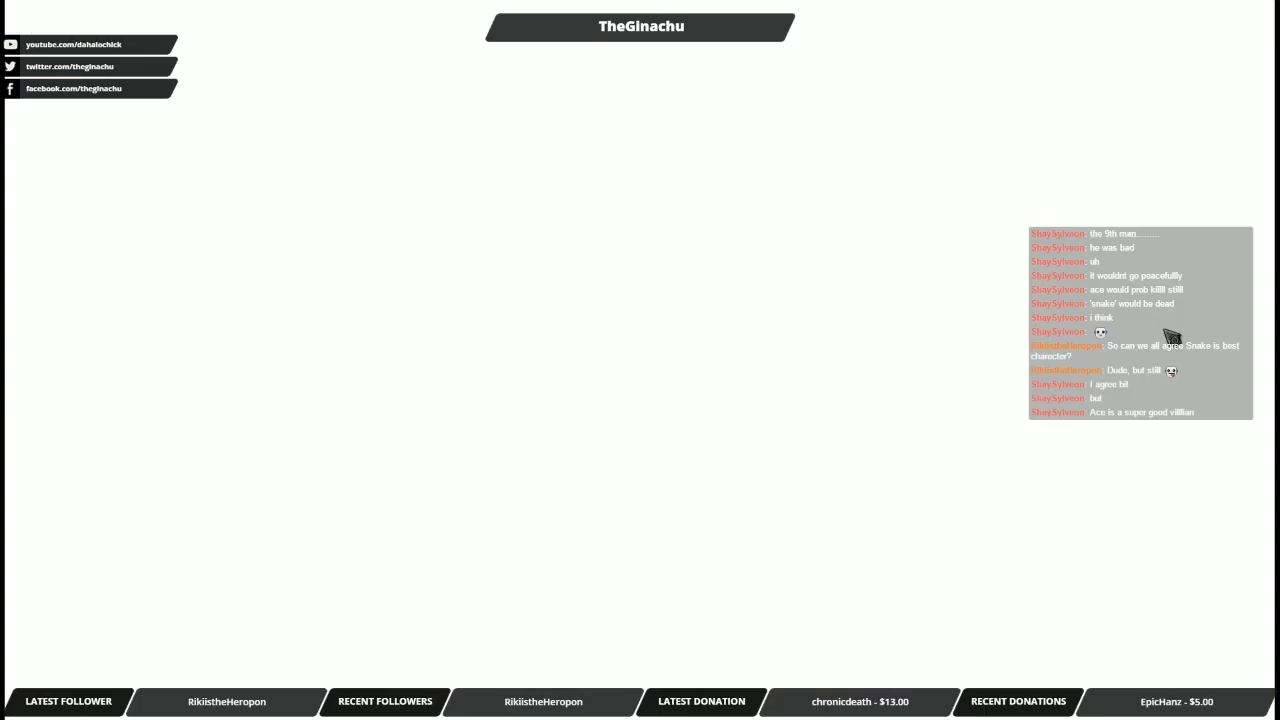 TheGinachu
youtube.com/dahalochick
twitter.com/theginachu
facebook.com/theginachu
ShaySylveon: the 9th man..........
ShaySylveon: he was bad
ShaySylveon: uh
ShaySylveon: it wouldnt go peacefullly
ShaySylveon: ace would prob killll stilll
ShaySylveon: 'snake' would be dead
ShaySylveon: i think
ShaySylveon:
RikiistheHeropon: So can we all agree Snake is best
charecter?
RikiistheHeropon: Dude, but still
ShaySylveon: I agree bit
ShaySylveon: but
ShaySylveon: Ace is a super good villlian
LATEST FOLLOWER RikiistheHeropon RECENT FOLLOWERS RikiistheHeropon LATEST DONATION chronicdeath - $13.00 RECENT DONATIONS EpicHanz - $5.00